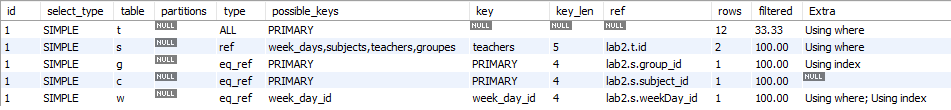 id select_type table partitions type possible_keys key key_len ref rows filtered Extra
1 SIMPLE t NULL ALL PRIMARY NULL NULL NULL 12 33.33 Using where
1 SIMPLE s NULL ref week_days,subjects,teachers,groupes teachers 5 lab2.t.id 2 100.00 Using where
1 SIMPLE g NULL eq_ref PRIMARY PRIMARY 4 lab2.s.group_id 1 100.00 Using index
1 SIMPLE c NULL eq_ref PRIMARY PRIMARY 4 lab2.s.subject_id 1 100.00 NULL
1 SIMPLE w NULL eq_ref week_day_id week_day_id 4 lab2.s.weekDay_id 1 100.00 Using where; Using index